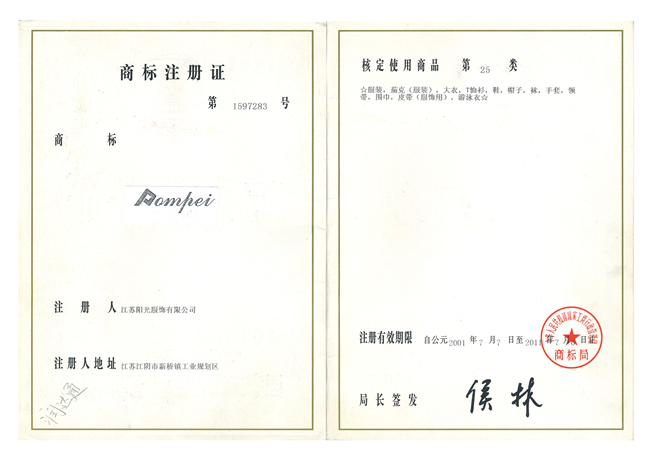 商标注册证
第 1597283 号
商 标
Pompei
注 册 人 江苏阳光服饰有限公司
注册人地址 江苏江阴市新桥镇工业规划区
核定使用商品 第 25 类
☆服装，茄克（服装），大衣，T恤衫，鞋，帽子，袜，手套，领
带，围巾，皮带（服饰用），游泳衣☆
注册有效期限 自公元2001 年 7 月 7 日至 201 年 7 月 日止
商标局
局长签发 侯林